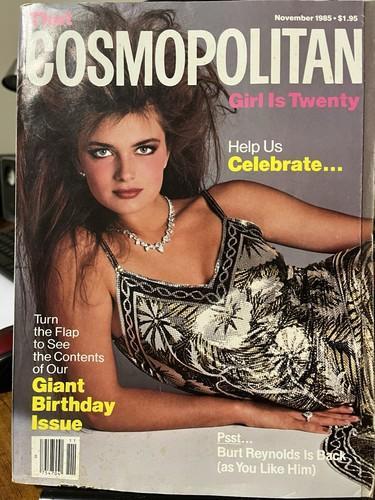 That
November 1985 • $1.95
COSMOPOLITAN
Girl Is Twenty
Help Us
Celebrate...
Turn
the Flap
to See
the Contents
of Our
Giant
Birthday
Issue
Psst...
Burt Reynolds Is Back
(as You Like Him)